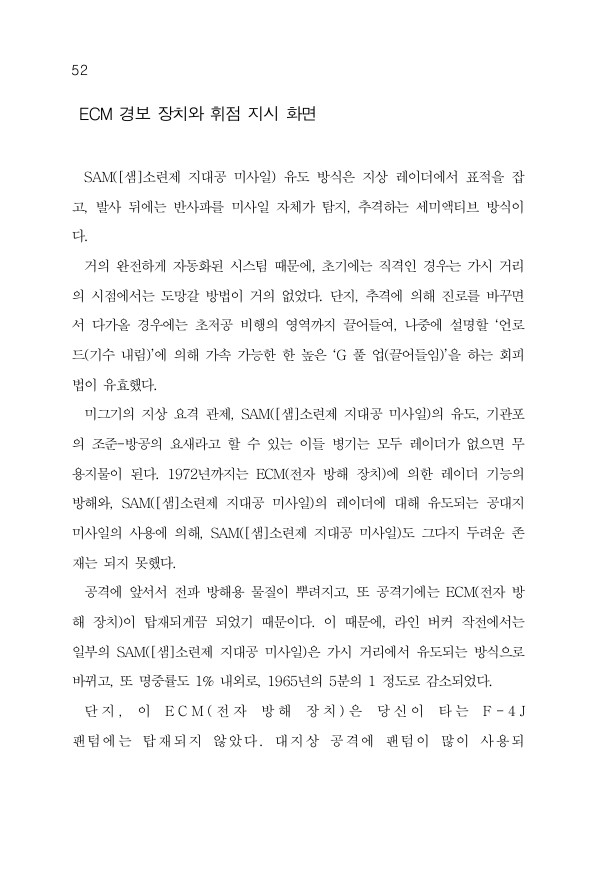 52
ECM 경보 장치와 휘점 지시 화면
SAM([샘]소련제 지대공 미사일) 유도 방식은 지상 레이더에서 표적을 잡
고, 발사 뒤에는 반사파를 미사일 자체가 탐지, 추격하는 세미액티브 방식이
다.
거의 완전하게 자동화된 시스팀 때문에, 초기에는 직격인 경우는 가시 거리
의 시점에서는 도망갈 방법이 거의 없었다. 단지, 추격에 의해 진로를 바꾸면
서 다가올 경우에는 초저공 비행의 영역까지 끌어들여, 나중에 설명할 ‘언로
드(기수 내림)’에 의해 가속 가능한 한 높은 ‘G 풀 업(끌어들임)’을 하는 회피
법이 유효했다.
미그기의 지상 요격 관제, SAM([샘]소련제 지대공 미사일)의 유도, 기관포
의 조준-방공의 요새라고 할 수 있는 이들 병기는 모두 레이더가 없으면 무
용지물이 된다. 1972년까지는 ECM(전자 방해 장치)에 의한 레이더 기능의
방해와, SAM([샘]소련제 지대공 미사일)의 레이더에 대해 유도되는 공대지
미사일의 사용에 의해, SAM([샘]소련제 지대공 미사일)도 그다지 두려운 존
재는 되지 못했다.
공격에 앞서서 전파 방해용 물질이 뿌려지고, 또 공격기에는 ECM(전자 방
해 장치)이 탑재되게끔 되었기 때문이다. 이 때문에, 라인 버커 작전에서는
일부의 SAM([샘]소련제 지대공 미사일)은 가시 거리에서 유도되는 방식으로
바뀌고, 또 명중률도 1% 내외로, 1965년의 5분의 1 정도로 감소되었다.
단지, 이 ECM(전자 방해 장치)은 당신이 타는 F-4J
팬텀에는 탑재되지 않았다. 대지상 공격에 팬텀이 많이 사용되